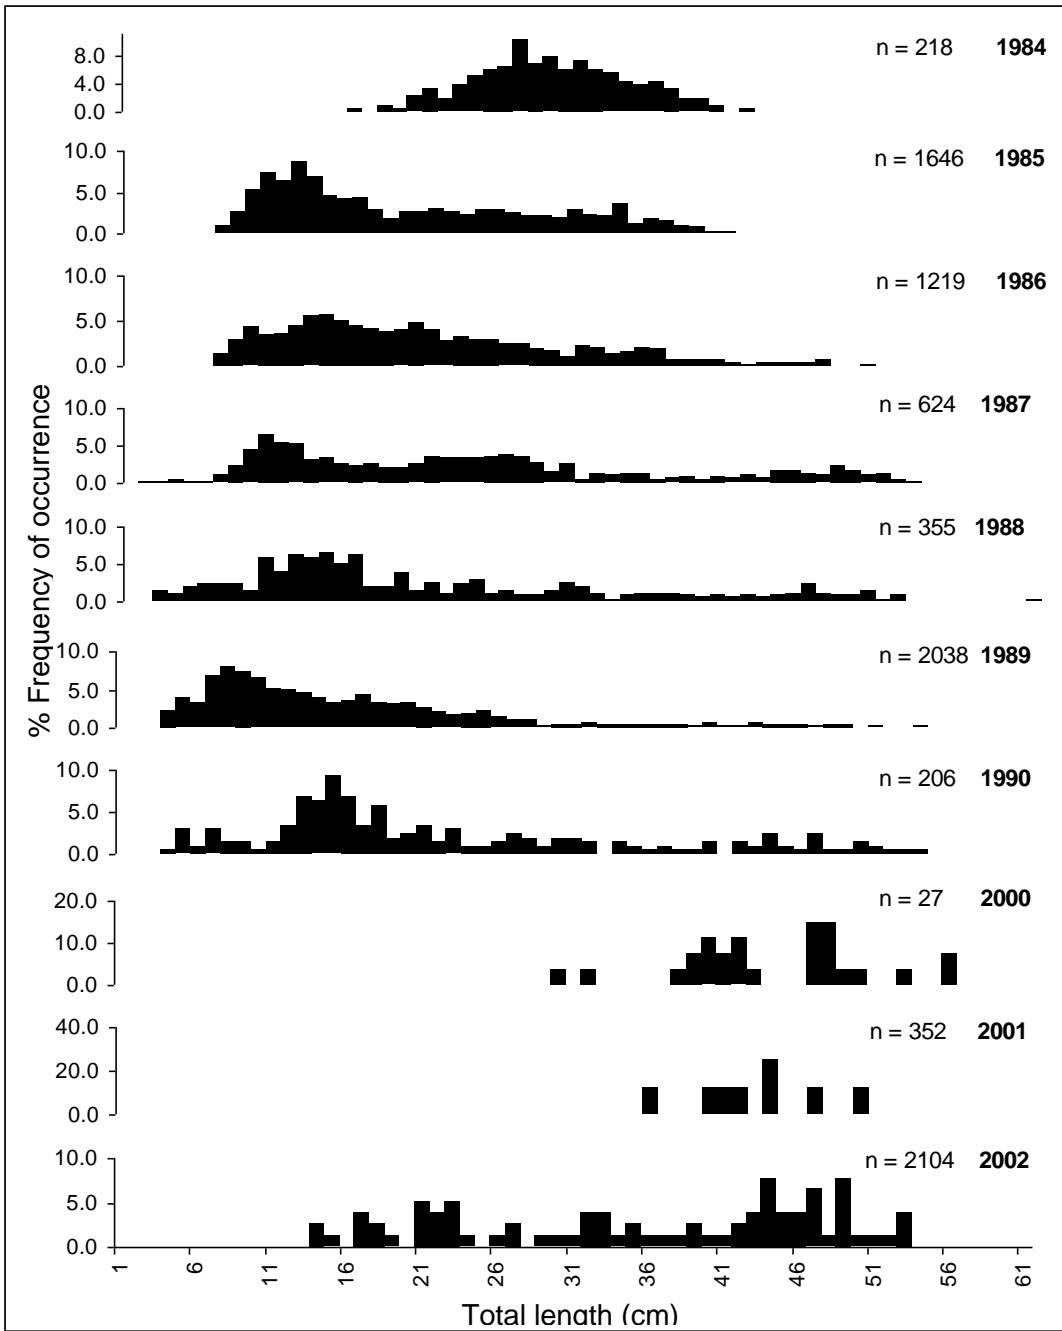 n = 218 1984
8.0
4.0
0.0
n = 1646 1985
10.0
5.0
0.0
n = 1219 1986
10.0
5.0
0.0
n = 624 1987
10.0
5.0
0.0
n = 355 1988
10.0
5.0
0.0
n = 2038 1989
10.0
5.0
0.0
n = 206 1990
10.0
5.0
0.0
n = 27 2000
20.0
10.0
0.0
n = 352 2001
40.0
20.0
0.0
n = 2104 2002
10.0
5.0
0.0
% Frequency of occurrence
1 6 11 16 21 26 31 36 41 46 51 56 61
Total length (cm)